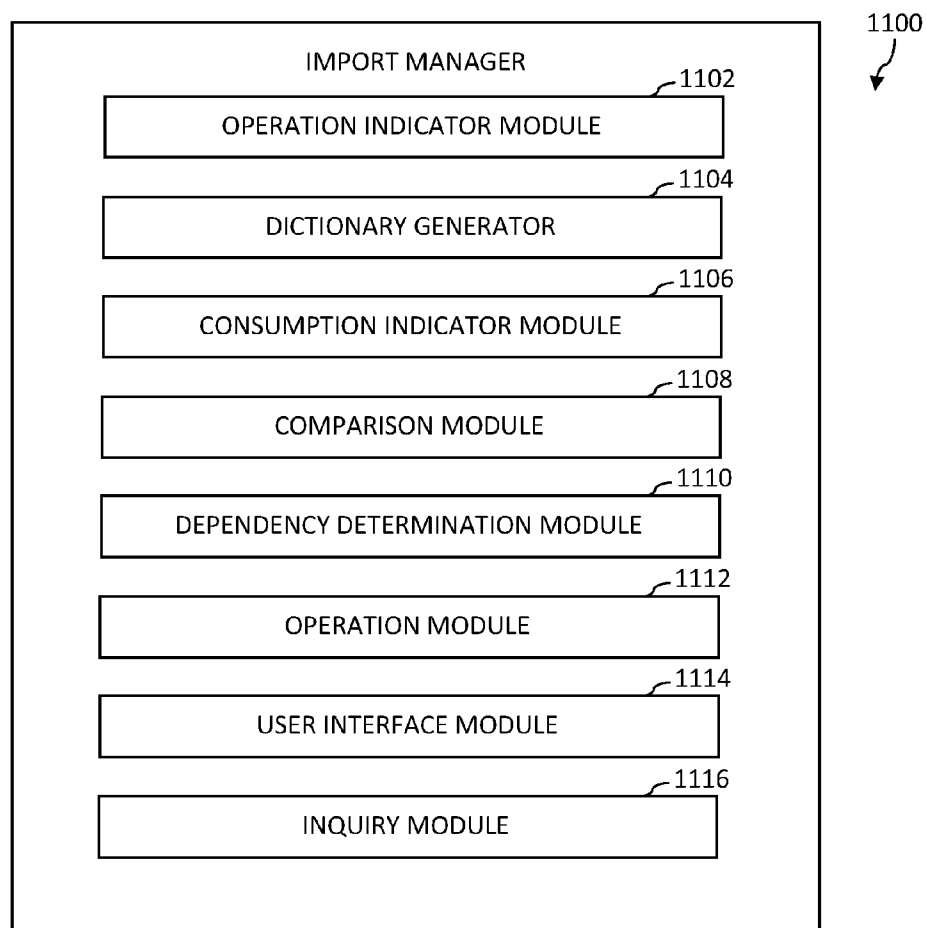 1100
IMPORT MANAGER
1102
OPERATION INDICATOR MODULE
1104
DICTIONARY GENERATOR
1106
CONSUMPTION INDICATOR MODULE
1108
COMPARISON MODULE
1110
DEPENDENCY DETERMINATION MODULE
1112
OPERATION MODULE
1114
USER INTERFACE MODULE
1116
INQUIRY MODULE